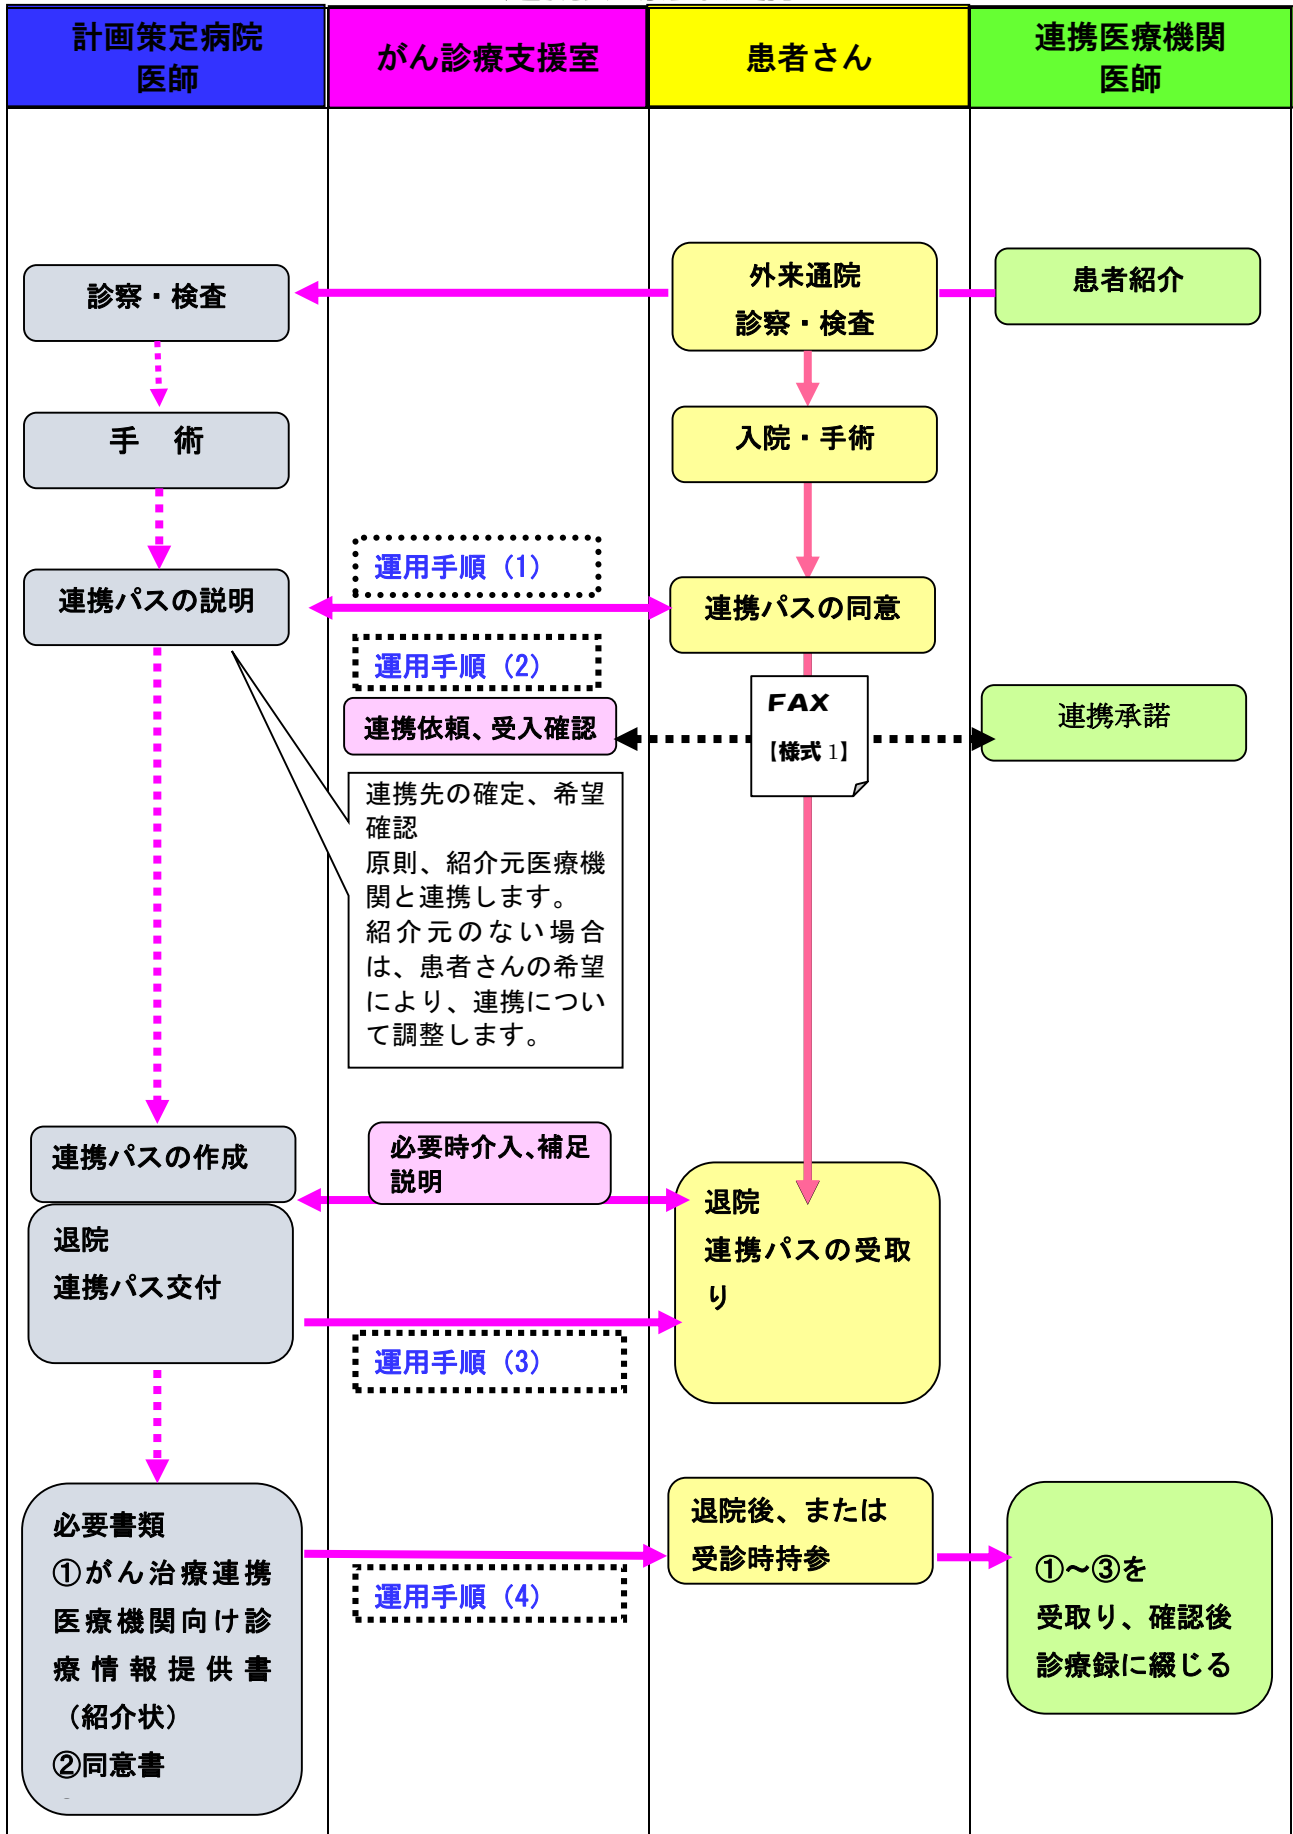 計画策定病院
医師
がん診療支援室
患者さん
連携医療機関
医師
診察・検査
外来通院
診察・検査
患者紹介
手　術
入院・手術
運用手順（1）
連携パスの説明
連携パスの同意
運用手順（2）
連携依頼、受入確認
FAX
【様式 1】
連携承諾
連携先の確定、希望
確認
原則、紹介元医療機
関と連携します。
紹介元のない場合
は、患者さんの希望
により、連携につい
て調整します。
連携パスの作成
必要時介入、補足
説明
退院
連携パス交付
退院
連携パスの受取
り
運用手順（3）
必要書類
①がん治療連携
医療機関向け診
療情報提供書
（紹介状）
②同意書
運用手順（4）
退院後、または
受診時持参
①～③を
受取り、確認後
診療録に綴じる